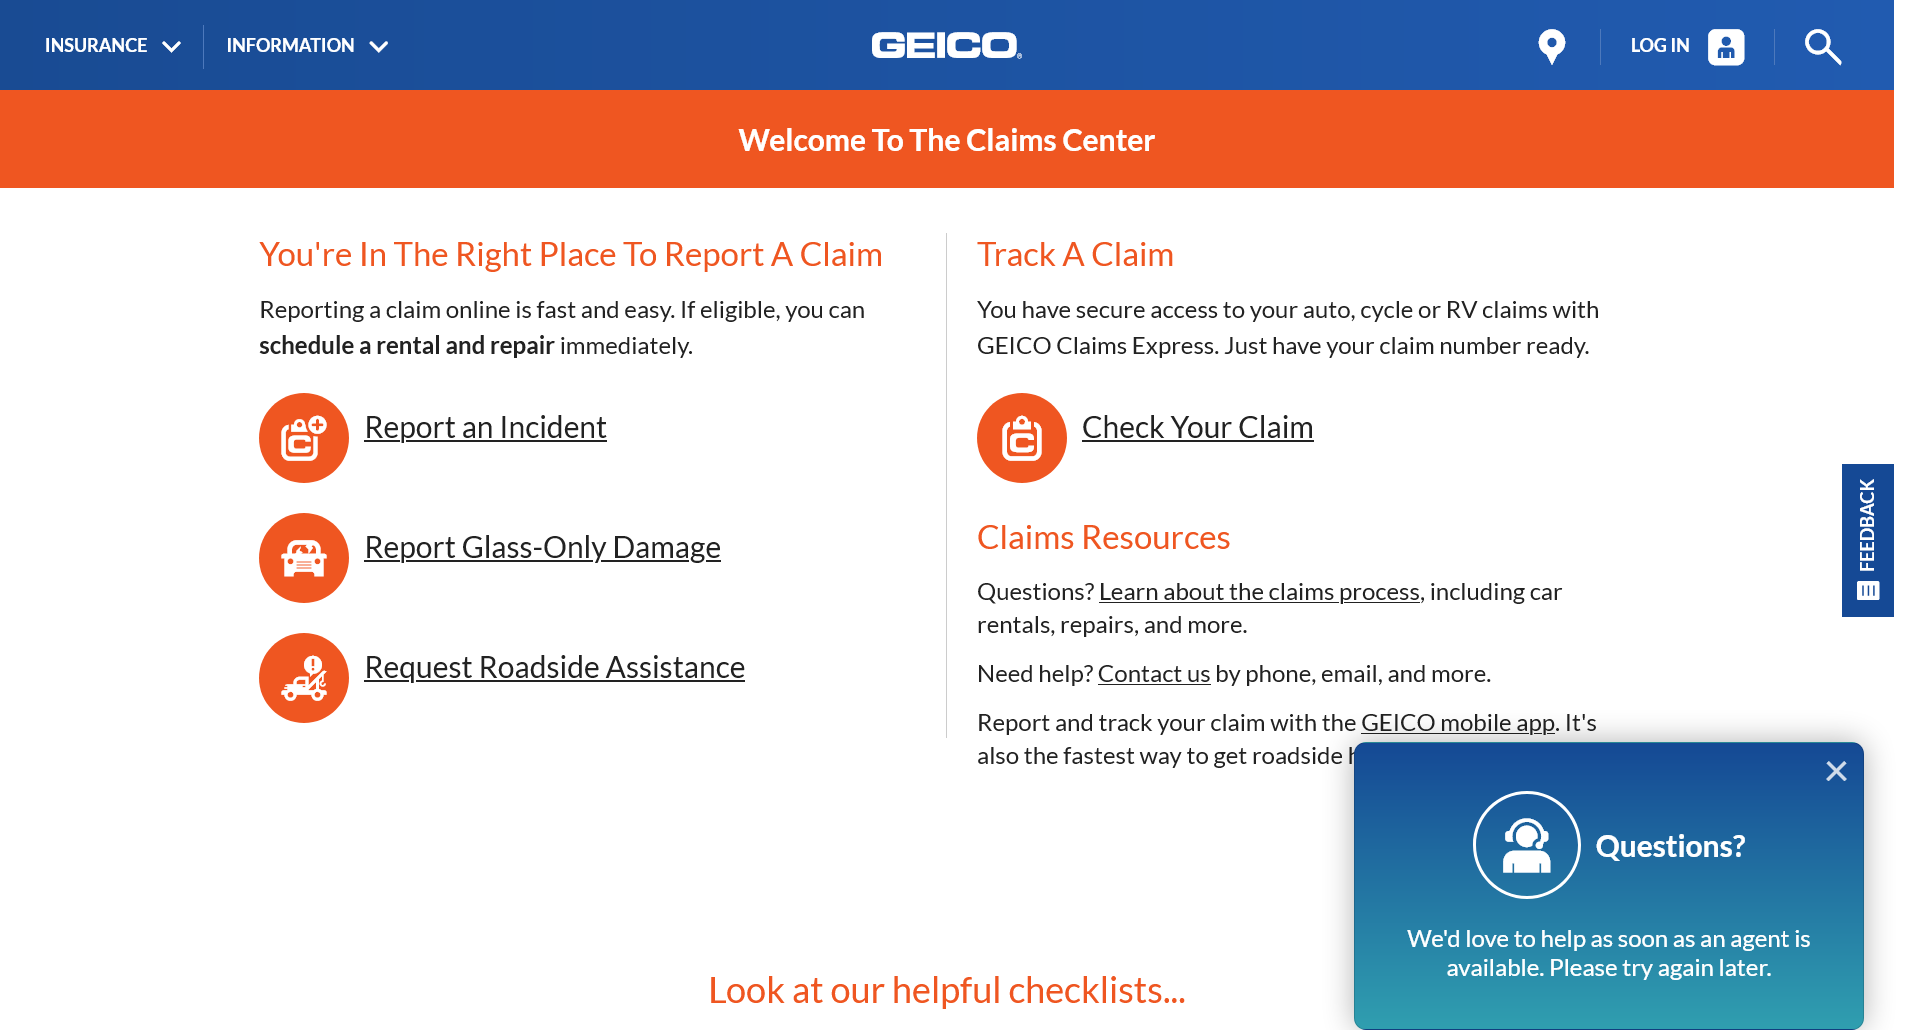 INSURANCE
INFORMATION
GEICO®
LOG IN
Welcome To The Claims Center
You're In The Right Place To Report A Claim
Reporting a claim online is fast and easy. If eligible, you can
schedule a rental and repair immediately.
Report an Incident
Report Glass-Only Damage
Request Roadside Assistance
Track A Claim
You have secure access to your auto, cycle or RV claims with
GEICO Claims Express. Just have your claim number ready.
Check Your Claim
Claims Resources
Questions? Learn about the claims process, including car
rentals, repairs, and more.
Need help? Contact us by phone, email, and more.
Report and track your claim with the GEICO mobile app. It's
also the fastest way to get roadside
FEEDBACK
Questions?
We'd love to help as soon as an agent is
available. Please try again later.
Look at our helpful checklists...